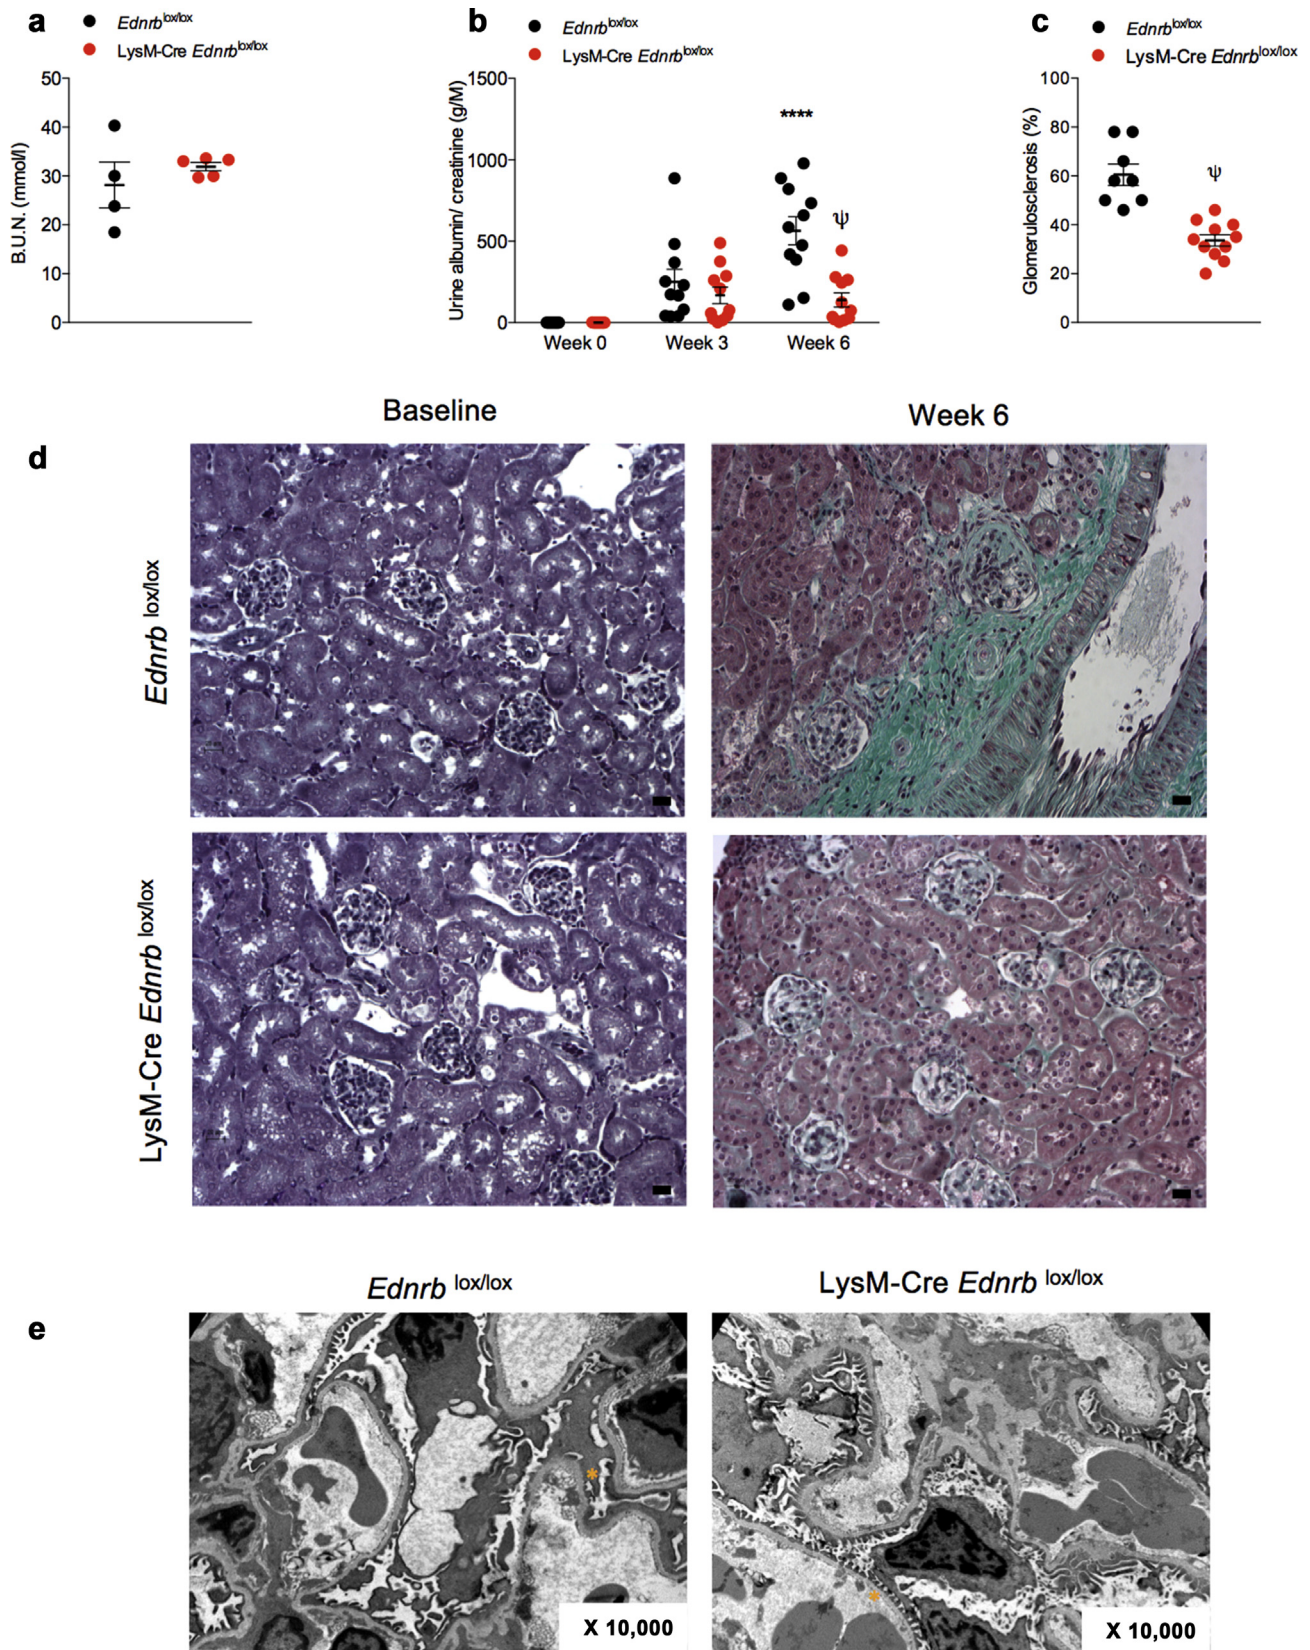 a
Ednrb lox/lox
LysM-Cre Ednrb lox/lox
B.U.N. (mmol/l)
50
40
30
20
10
0
b
Ednrb lox/lox
LysM-Cre Ednrb lox/lox
Urine albumin/ creatinine (g/M)
1500
1000
500
0
****
ψ
Week 0
Week 3
Week 6
c
Ednrb lox/lox
LysM-Cre Ednrb lox/lox
Glomerulosclerosis (%)
100
80
60
40
20
0
ψ
d
Baseline
Week 6
Ednrb lox/lox
LysM-Cre Ednrb lox/lox
e
Ednrb lox/lox
LysM-Cre Ednrb lox/lox
*
*
X 10,000
X 10,000